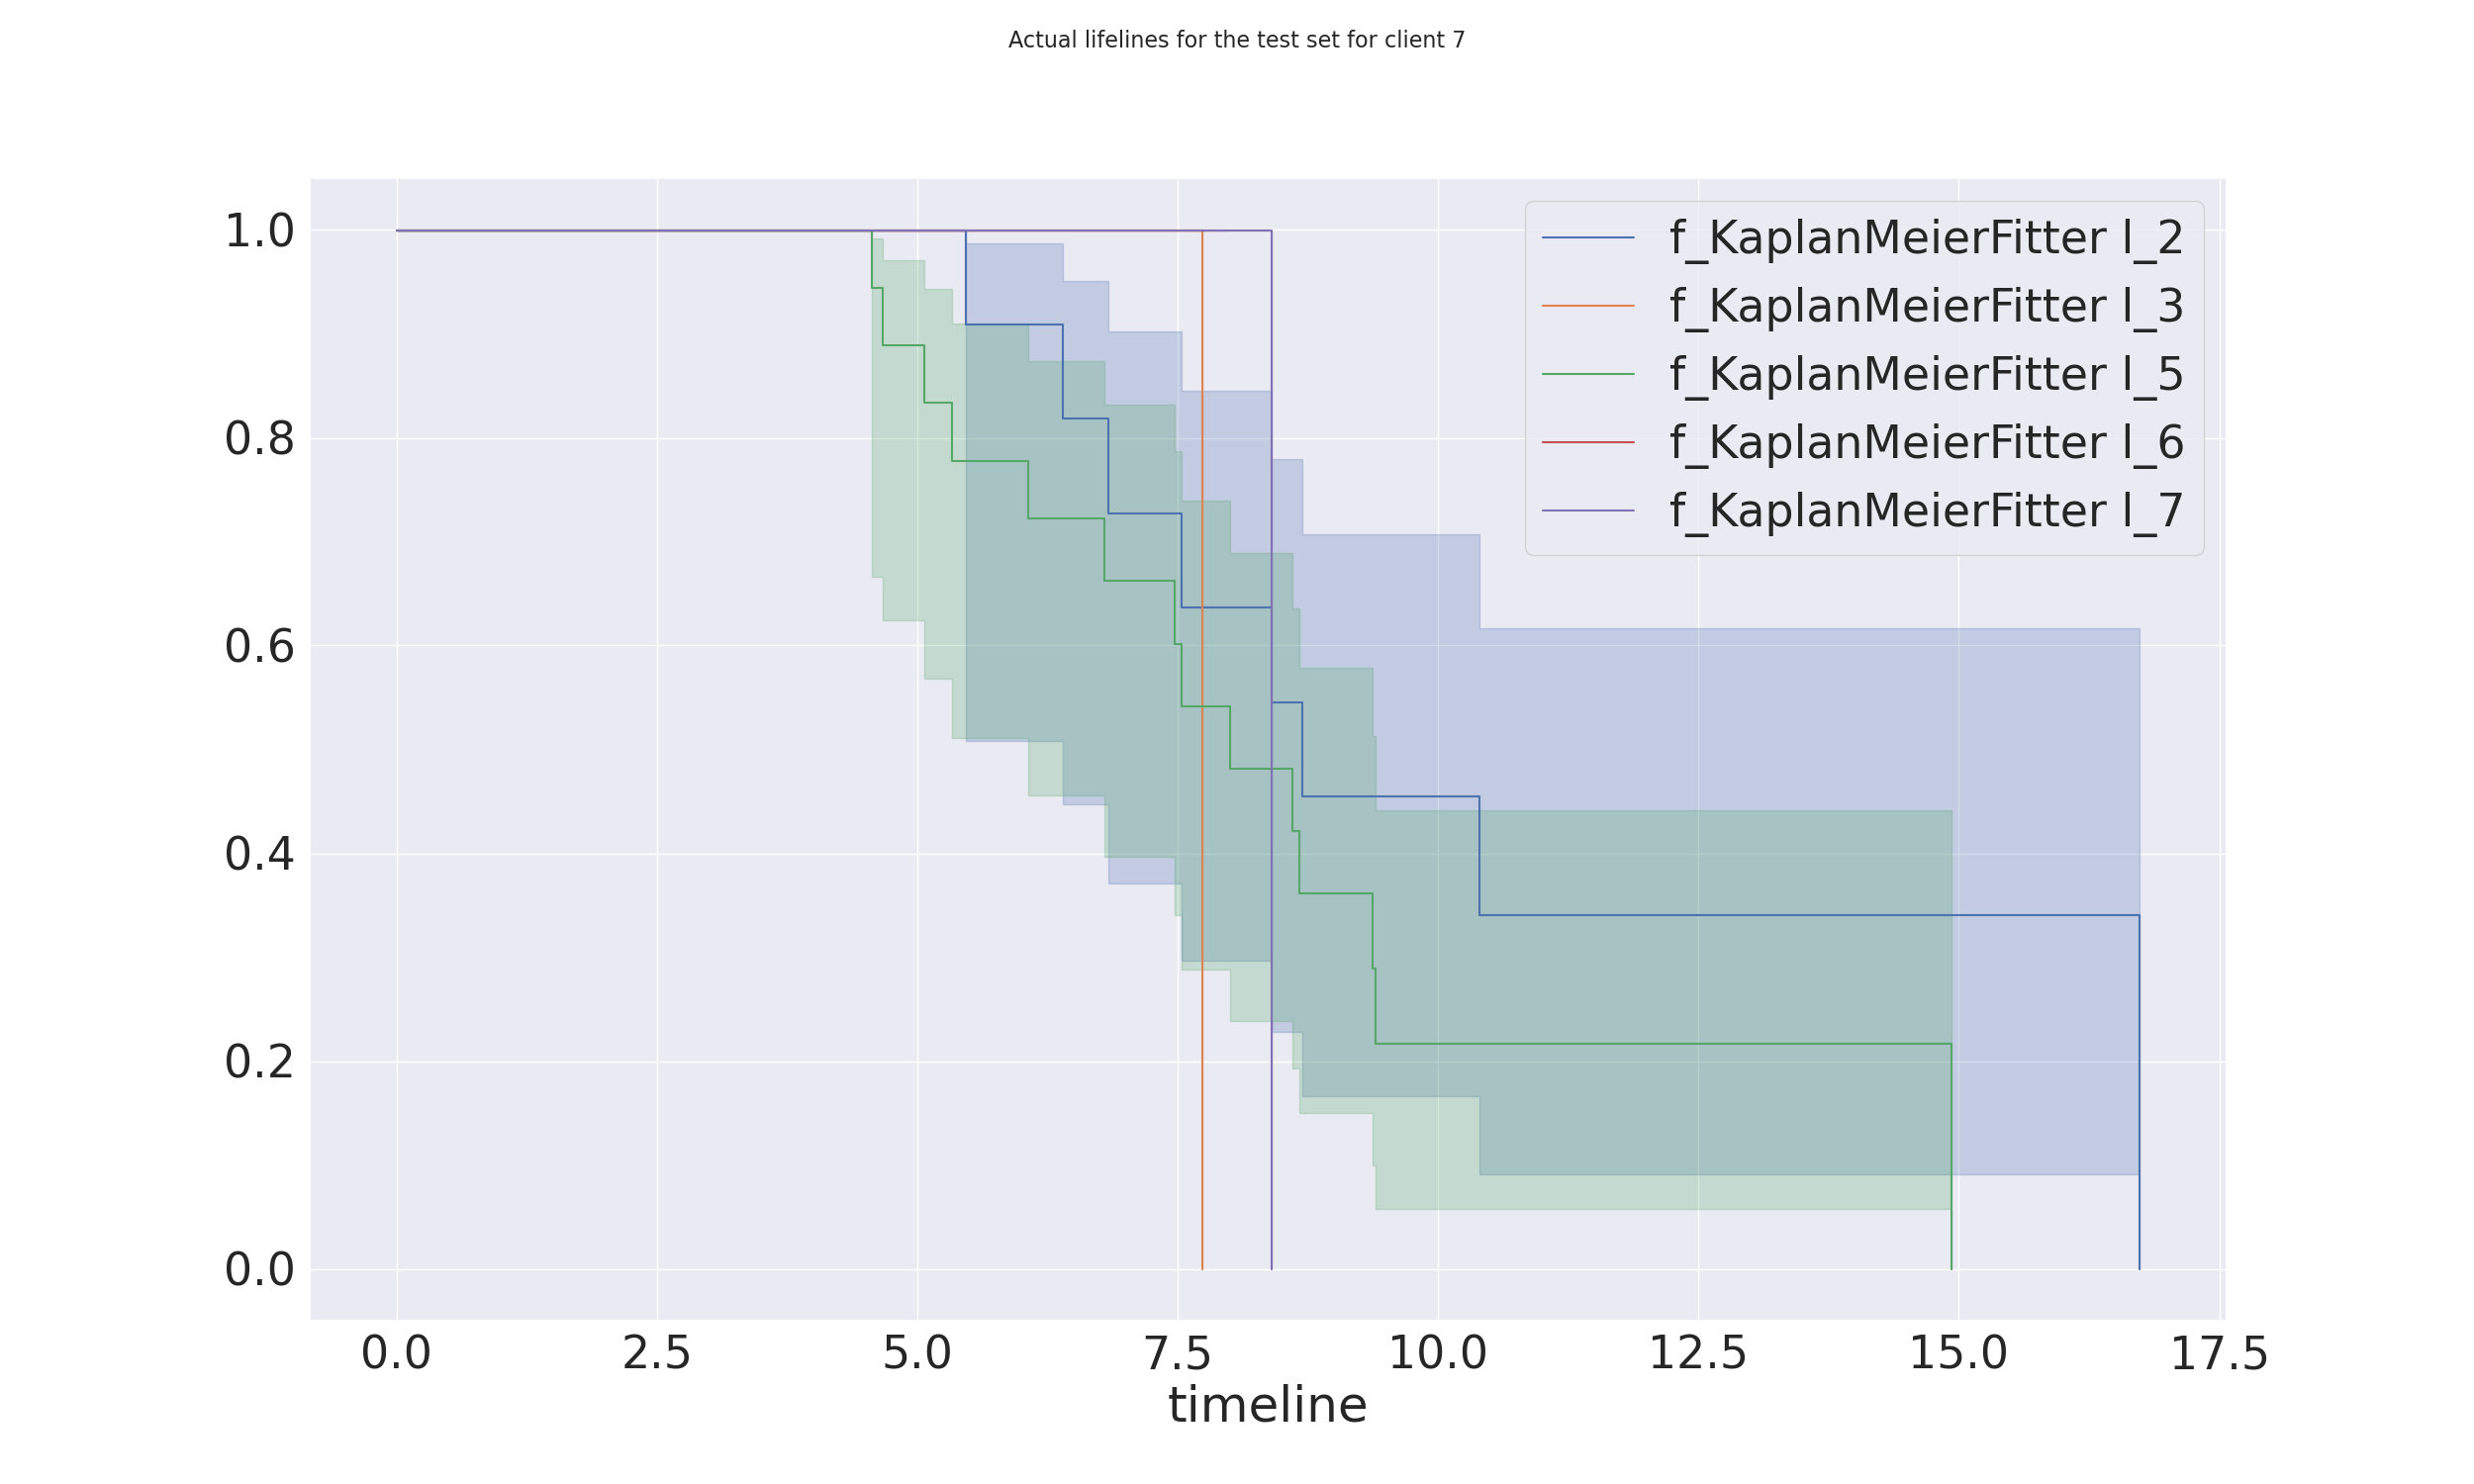 Actual lifelines for the test set for client 7
1.0
0.8
0.6
0.4
0.2
0.0
f_KaplanMeierFitter l_2
f_KaplanMeierFitter l_3
f_KaplanMeierFitter l_5
f_KaplanMeierFitter l_6
f_KaplanMeierFitter l_7
0.0 2.5 5.0 7.5 10.0 12.5 15.0 17.5
timeline